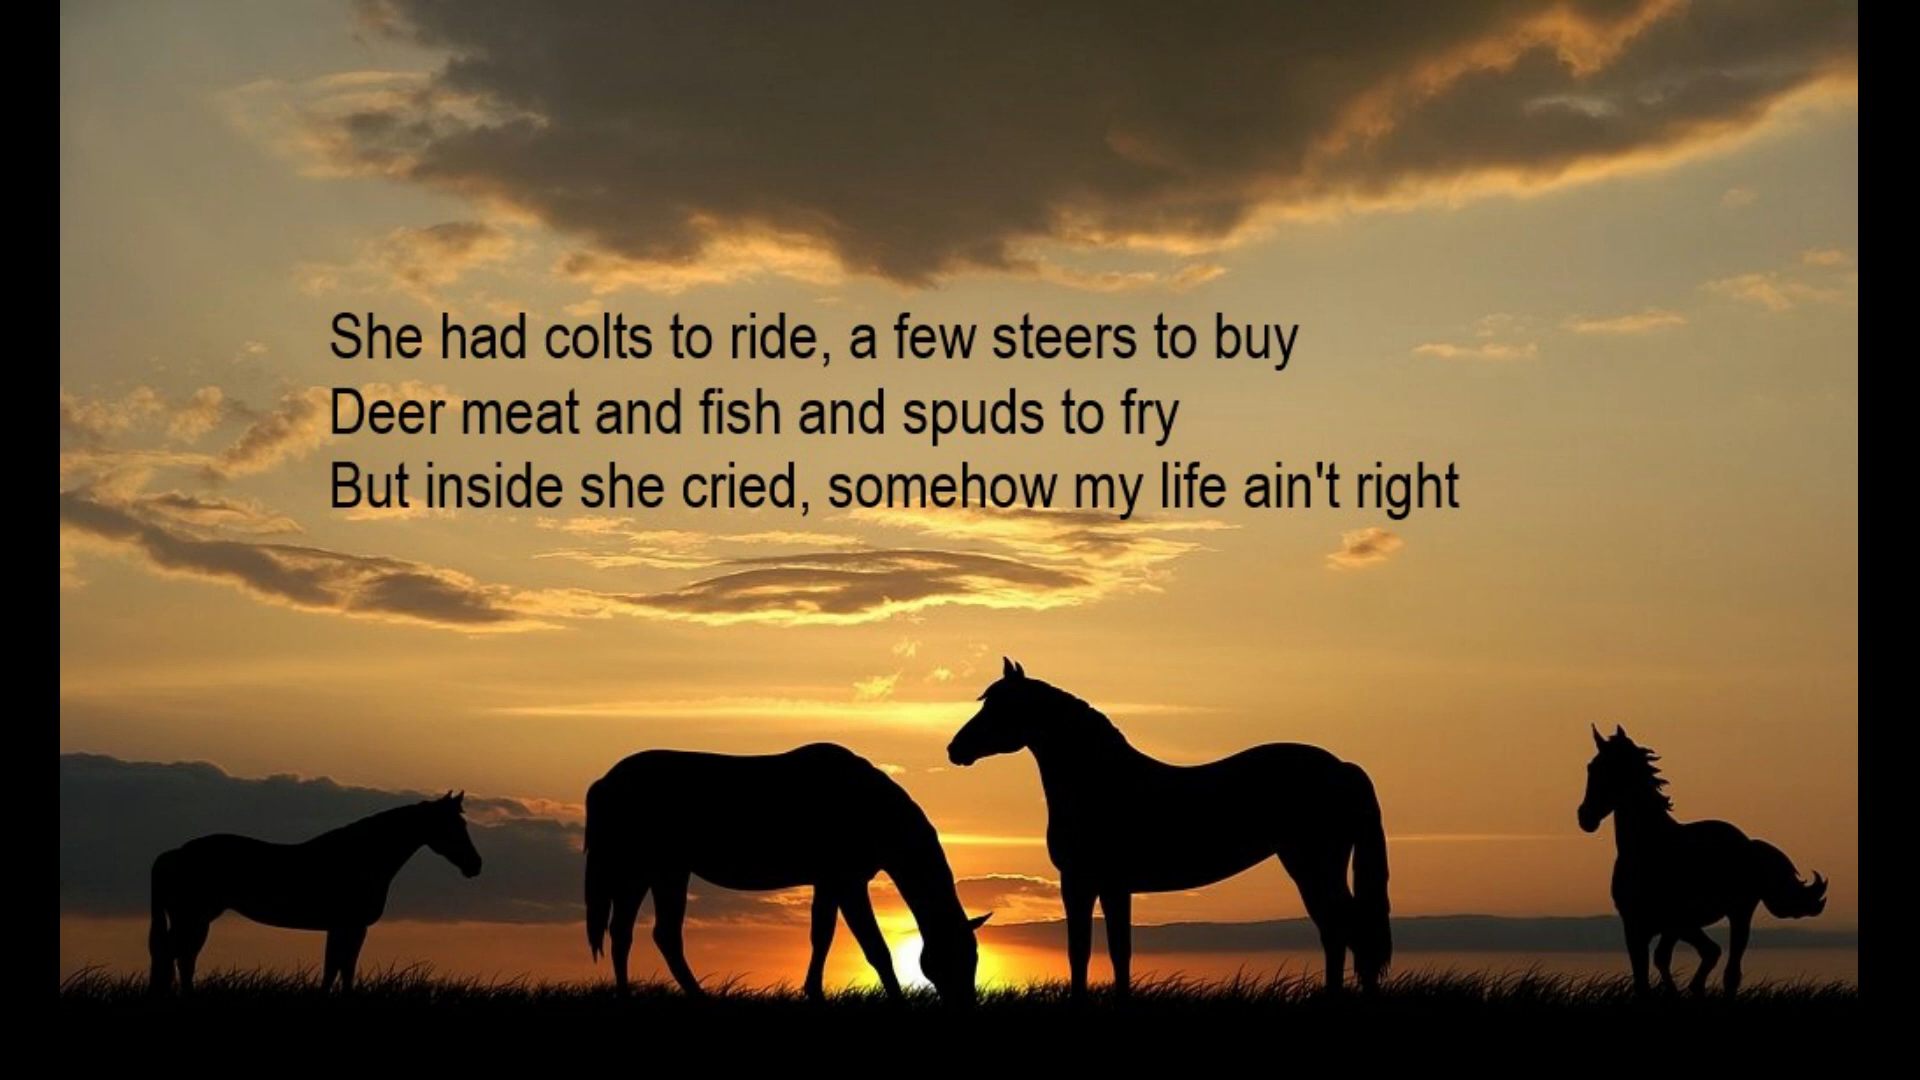 She had colts to ride, a few steers to buy
Deer meat and fish and spuds to fry
But inside she cried, somehow my life ain't right